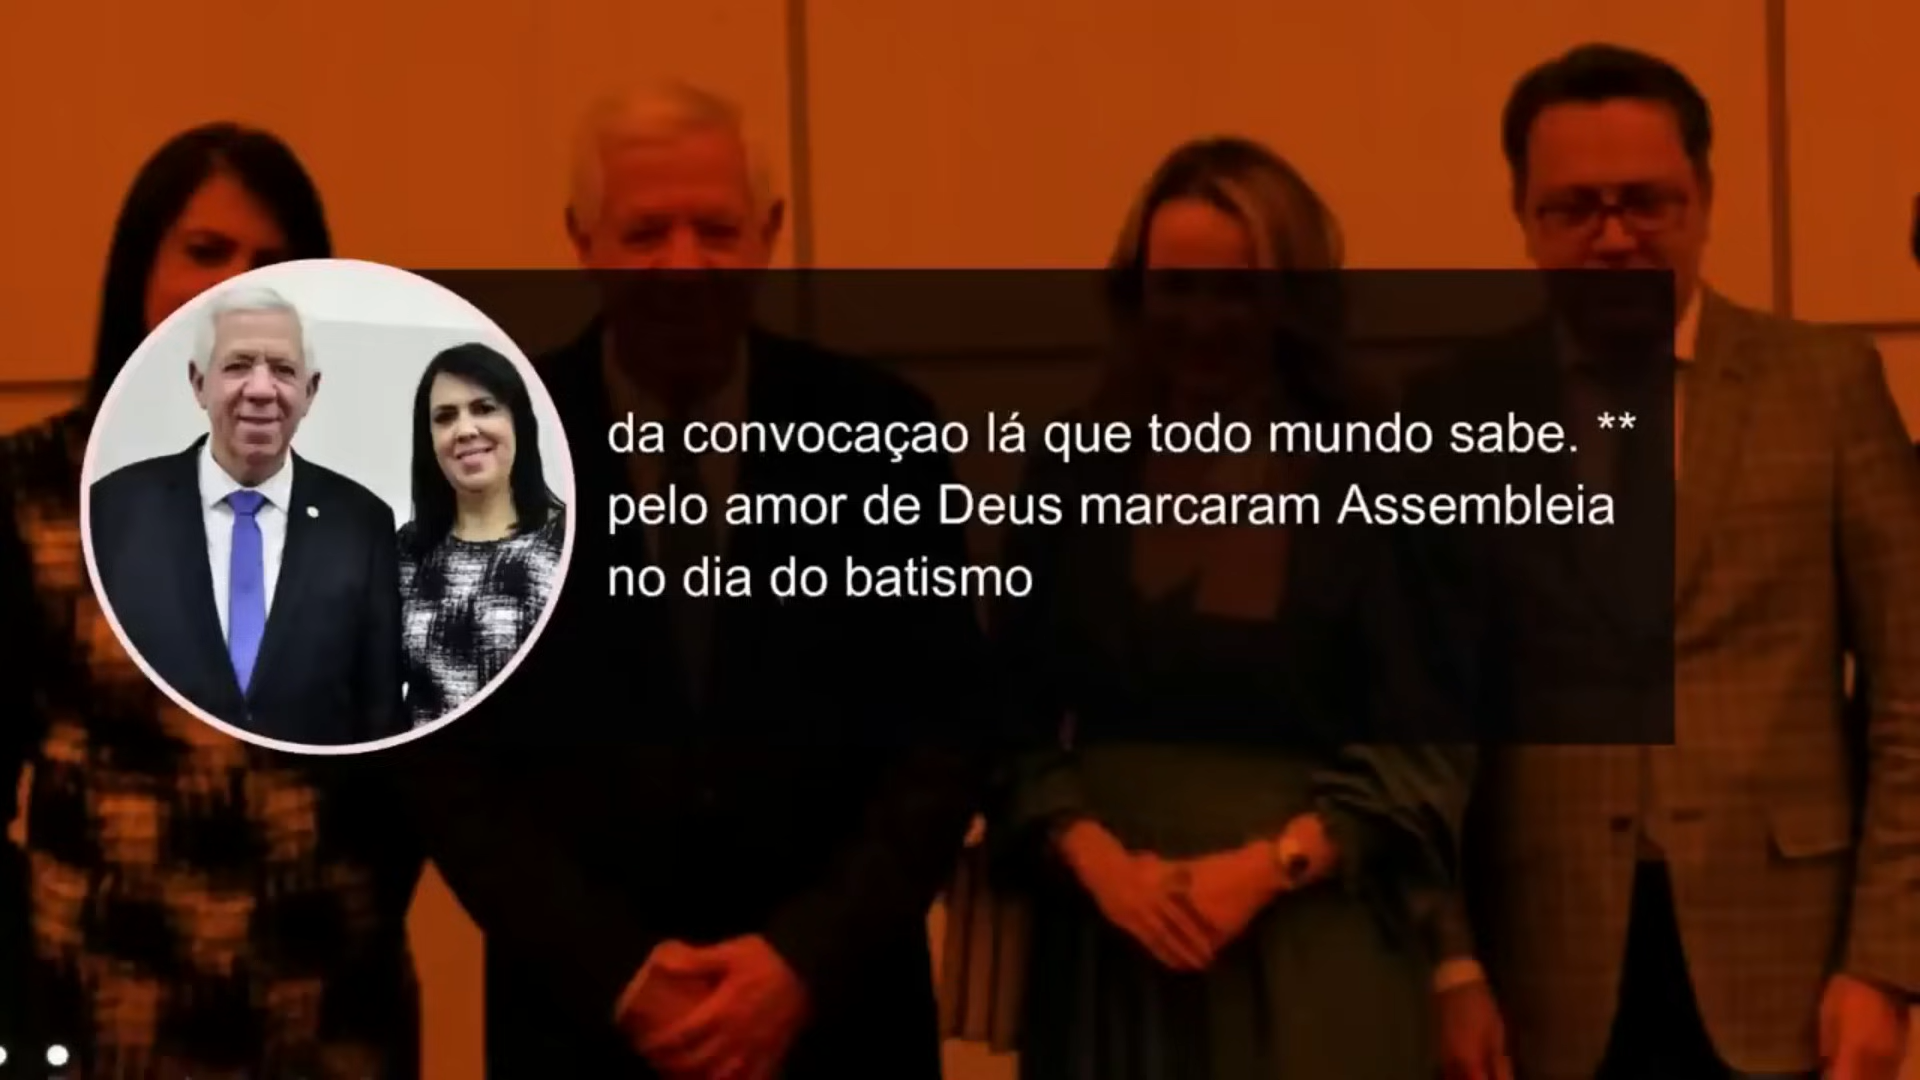 da convocaçao lá que todo mundo sabe. **
pelo amor de Deus marcaram Assembleia
no dia do batismo